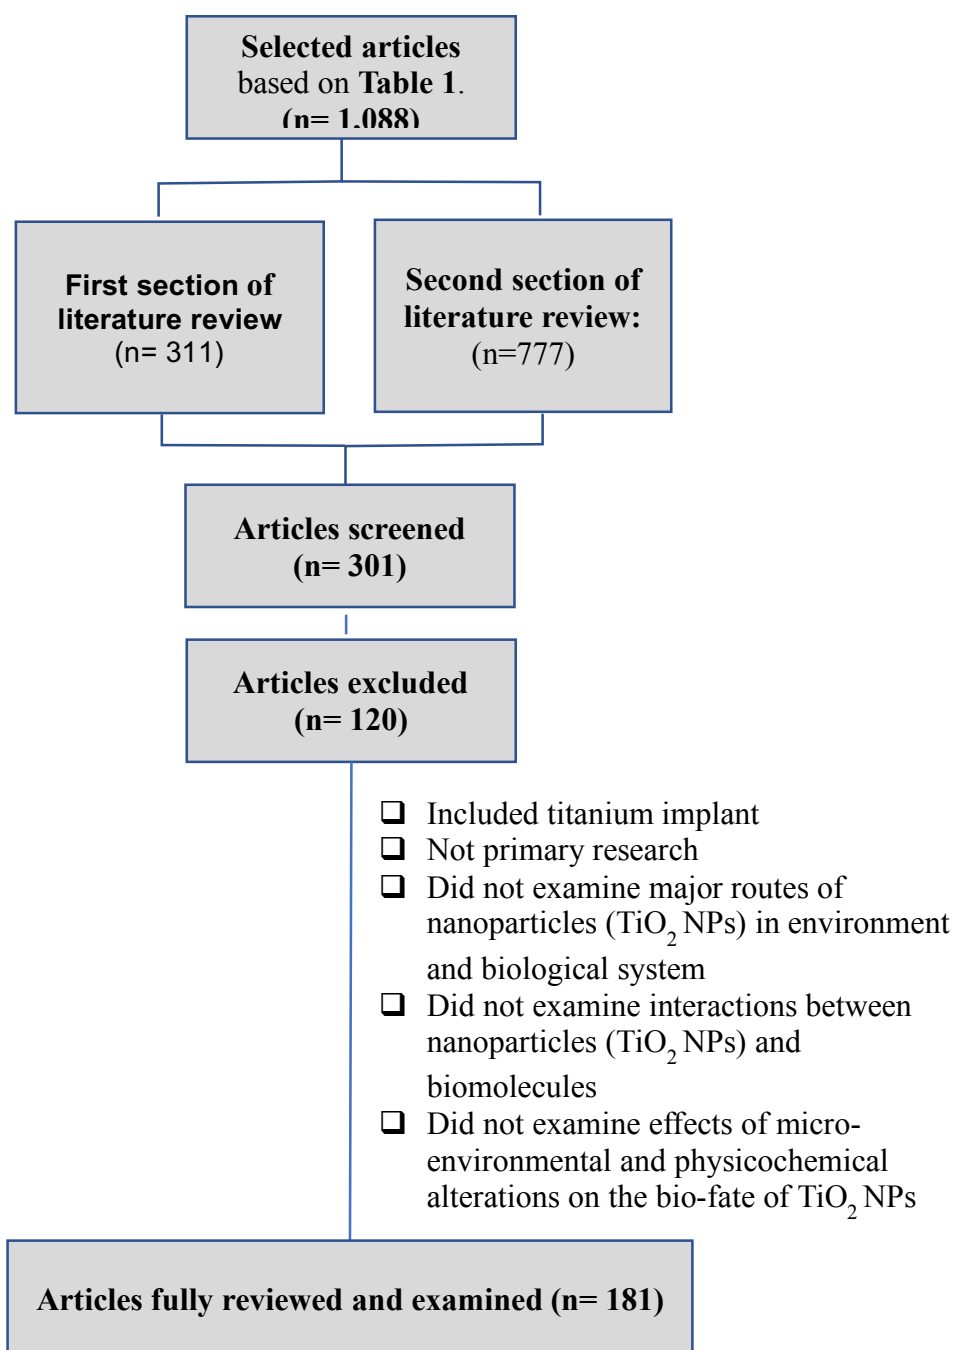 Selected articles
based on Table 1.
(n= 1,088)
First section of
literature review
(n= 311)
Second section of
literature review:
(n=777)
Articles screened
(n= 301)
Articles excluded
(n= 120)
❑ Included titanium implant
❑ Not primary research
❑ Did not examine major routes of
nanoparticles (TiO₂ NPs) in environment
and biological system
❑ Did not examine interactions between
nanoparticles (TiO₂ NPs) and
biomolecules
❑ Did not examine effects of micro-
environmental and physicochemical
alterations on the bio-fate of TiO₂ NPs
Articles fully reviewed and examined (n= 181)